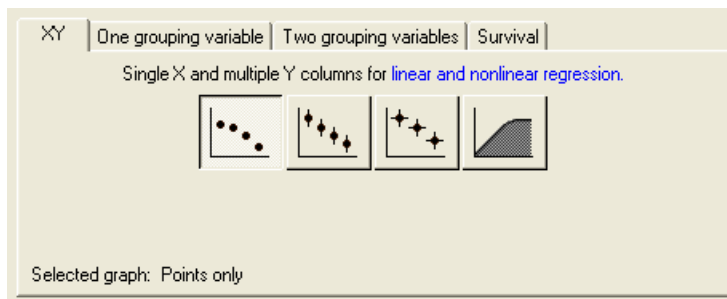 XY One grouping variable Two grouping variables Survival
Single X and multiple Y columns for linear and nonlinear regression.
Selected graph: Points only